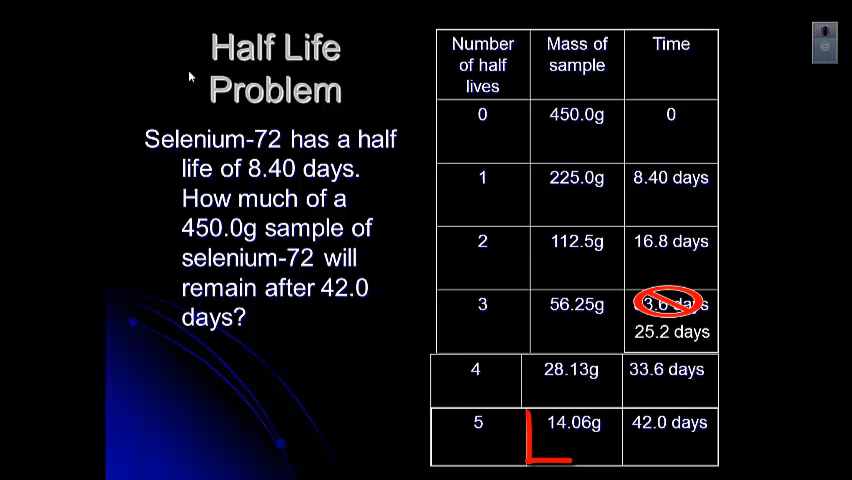 Half Life
Problem
Selenium-72 has a half
life of 8.40 days.
How much of a
450.0g sample of
selenium-72 will
remain after 42.0
days?
Number of half lives Mass of sample Time
0 450.0g 0
1 225.0g 8.40 days
2 112.5g 16.8 days
3 56.25g 33.6 days
25.2 days
4 28.13g 33.6 days
5 14.06g 42.0 days